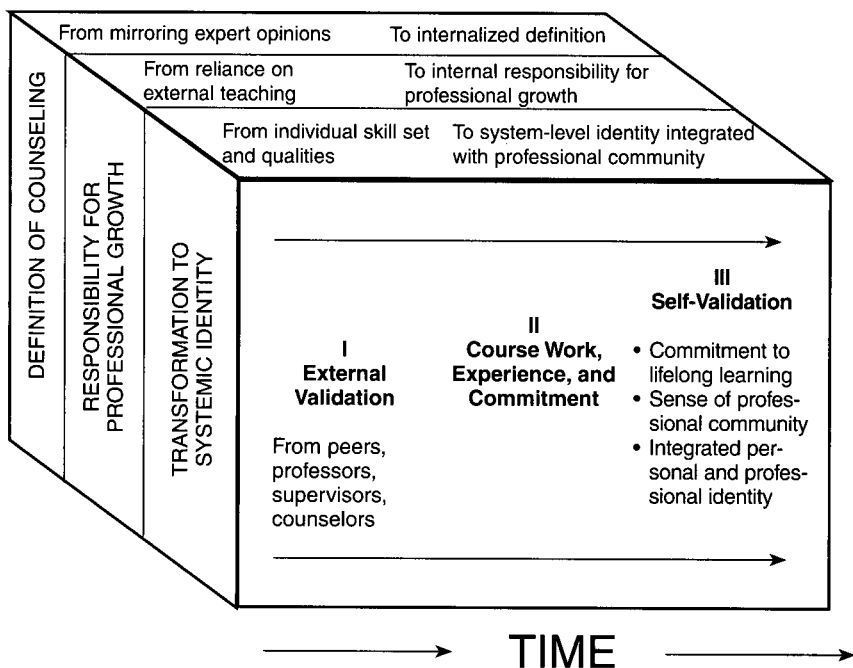 From mirroring expert opinions
To internalized definition
From reliance on
external teaching
To internal responsibility for
professional growth
From individual skill set
and qualities
To system-level identity integrated
with professional community
DEFINITION OF COUNSELING
RESPONSIBILITY FOR
PROFESSIONAL GROWTH
TRANSFORMATION TO
SYSTEMIC IDENTITY
I
External
Validation
From peers,
professors,
supervisors,
counselors
II
Course Work,
Experience, and
Commitment
III
Self-Validation
• Commitment to
lifelong learning
• Sense of profes-
sional community
• Integrated per-
sonal and profes-
sional identity
TIME